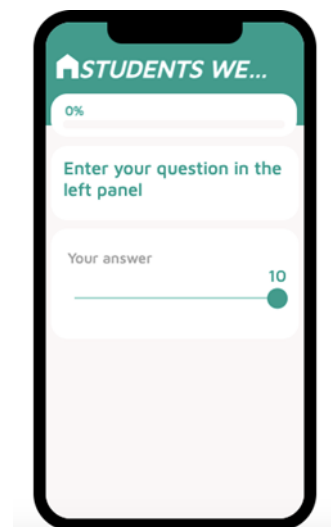 STUDENTS WE...
0%
Enter your question in the
left panel
Your answer
10